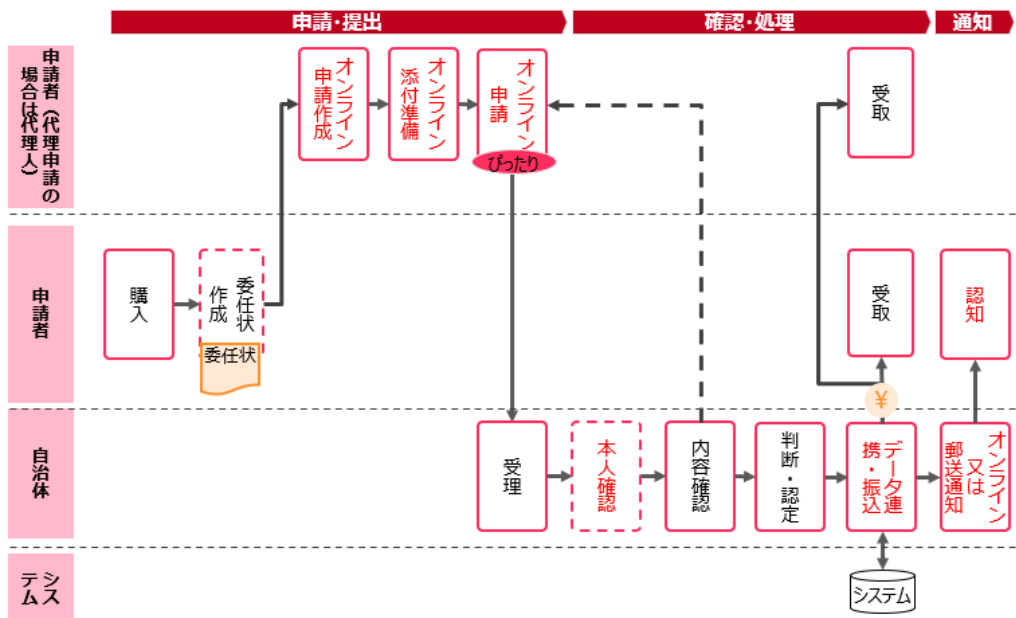 申請・提出
確認・処理
通知
申請者（代理申請の
場合は代理人）
オンライン
申請作成
オンライン
添付準備
オンライン
申請
ぴったり
受取
申請者
購入
委任状
作成
委任状
受取
認知
¥
自治体
受理
本人確認
内容確認
判断・認定
データ連
携・振込
オンライン
又は
郵送通知
シス
テム
システム